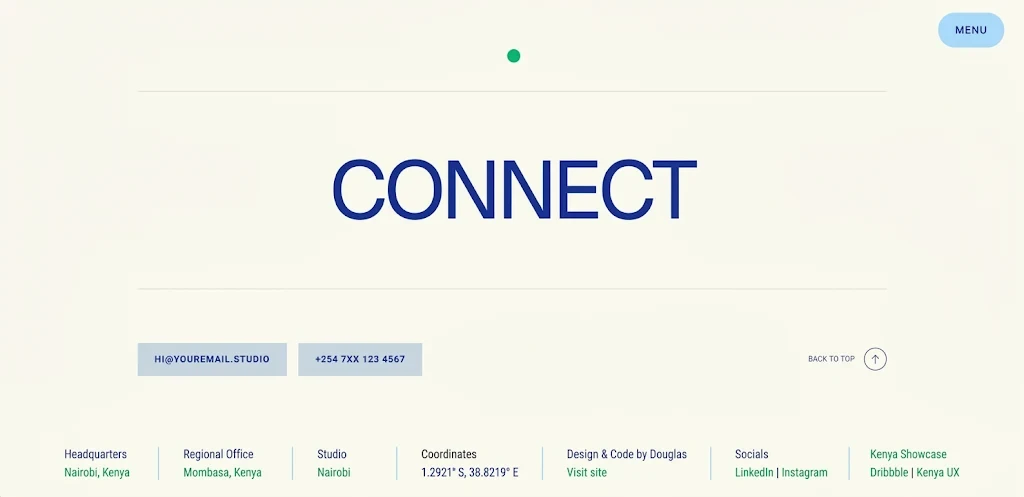 MENU
CONNECT
HI@YOUREMAIL.STUDIO
+254 7XX 123 4567
BACK TO TOP
Headquarters
Nairobi, Kenya
Regional Office
Mombasa, Kenya
Studio
Nairobi
Coordinates
1.2921° S, 38.8219° E
Design & Code by Douglas
Visit site
Socials
LinkedIn | Instagram
Kenya Showcase
Dribbble | Kenya UX